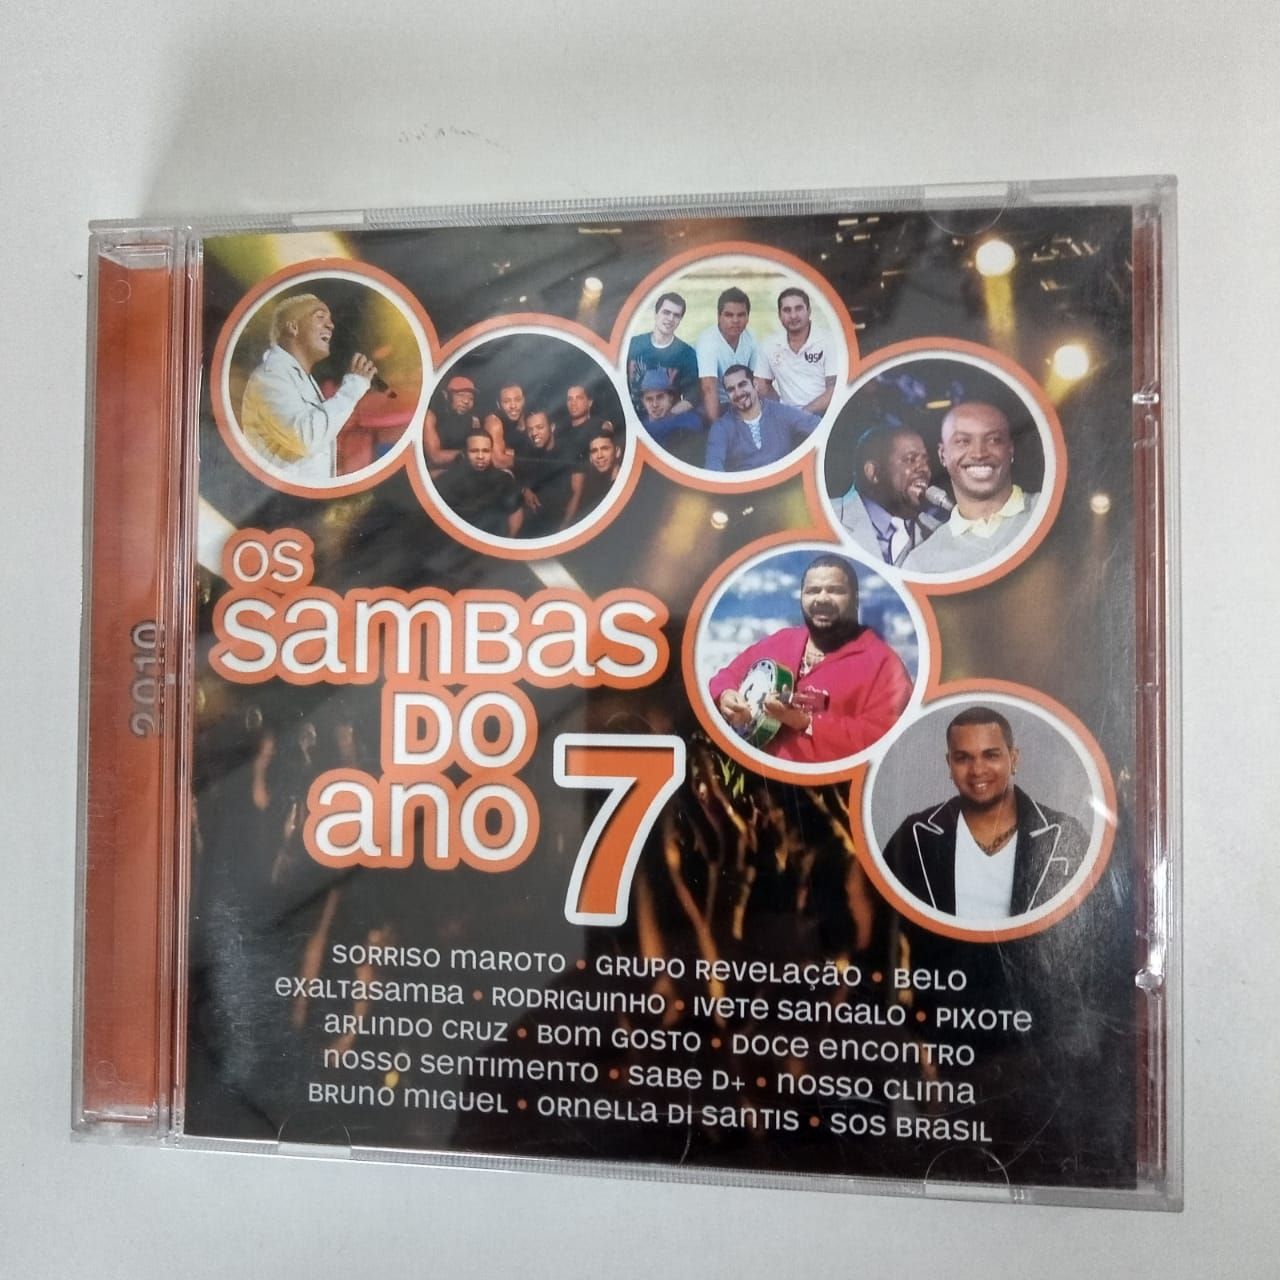 2010
OS
SAMBAS
DO
ANO 7
SORRISO MAROTO • GRUPO REVELAÇÃO • BELO
EXALTASAMBA • RODRIGUINHO • IVETE SANGALO • PIXOTE
ARLINDO CRUZ • BOM GOSTO • DOCE ENCONTRO
NOSSO SENTIMENTO • SABE D+ • NOSSO CLIMA
BRUNO MIGUEL • ORNELLA DI SANTIS • SOS BRASIL
95